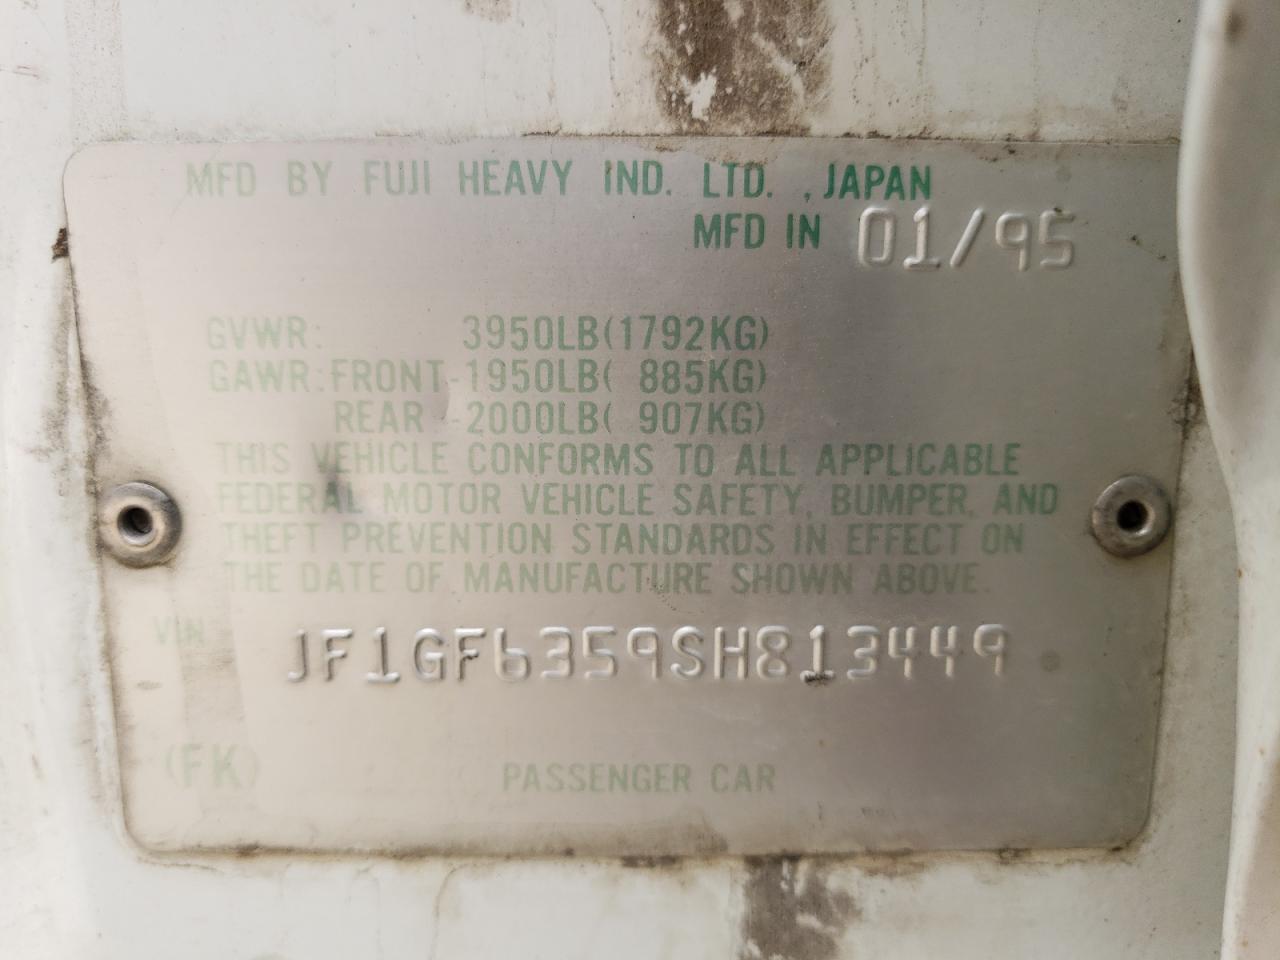 MFD BY FUJI HEAVY IND. LTD. , JAPAN
MFD IN 01/95
GVWR: 3950LB(1792KG)
GAWR:FRONT-1950LB( 885KG)
REAR -2000LB( 907KG)
THIS VEHICLE CONFORMS TO ALL APPLICABLE
FEDERAL MOTOR VEHICLE SAFETY, BUMPER, AND
THEFT PREVENTION STANDARDS IN EFFECT ON
THE DATE OF MANUFACTURE SHOWN ABOVE.
VIN JF1GF6359SH813449
(FK) PASSENGER CAR